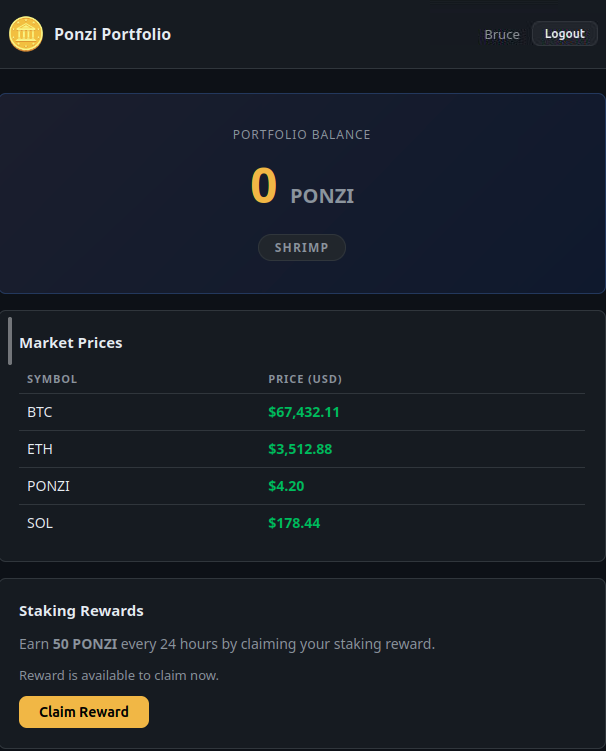 Ponzi Portfolio
Bruce
Logout
PORTFOLIO BALANCE
0 PONZI
SHRIMP
Market Prices
SYMBOL PRICE (USD)
BTC $67,432.11
ETH $3,512.88
PONZI $4.20
SOL $178.44
Staking Rewards
Earn 50 PONZI every 24 hours by claiming your staking reward.
Reward is available to claim now.
Claim Reward